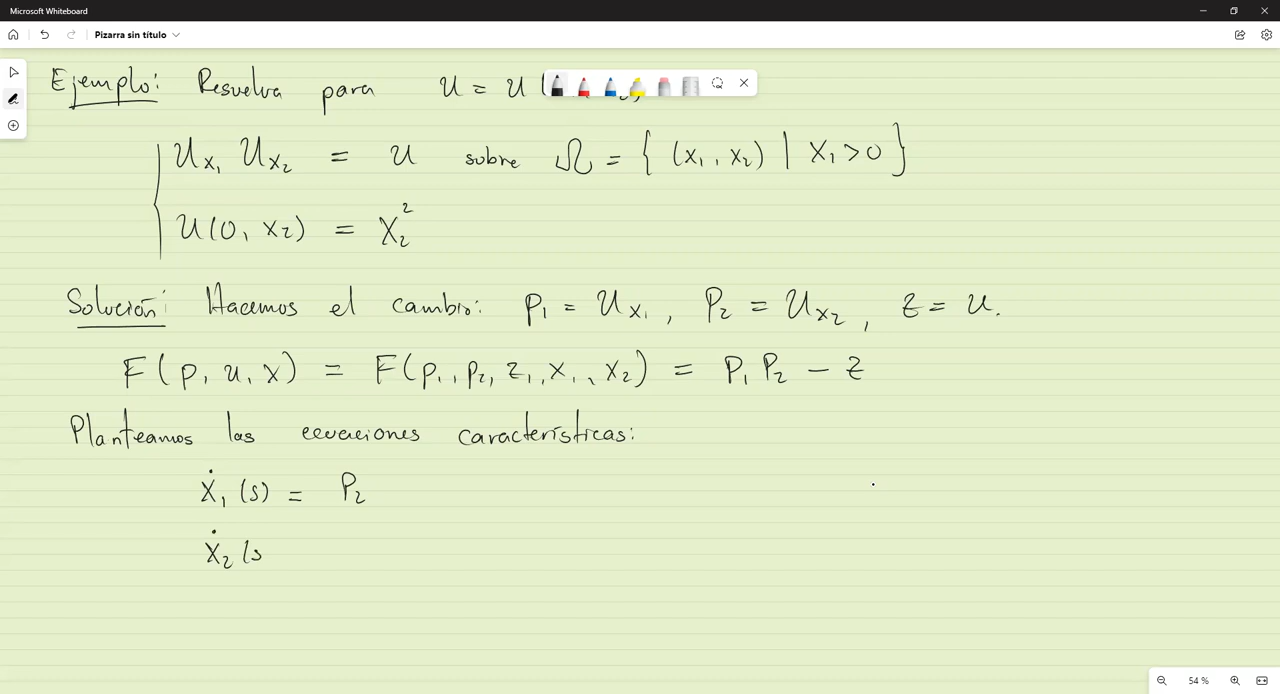 Microsoft Whiteboard
Pizarra sin título
Ejemplo: Resuelva para u = u (
u_{x_1} u_{x_2} = u sobre Ω = { (x_1, x_2) | x_1 > 0 }
u(0, x_2) = x_2^2
Solución: Hacemos el cambio: p_1 = u_{x_1}, p_2 = u_{x_2}, z = u.
F(p, u, x) = F(p_1, p_2, z, x_1, x_2) = p_1 p_2 - z
Planteamos las ecuaciones características:
ẋ_1(s) = p_2
ẋ_2(s
54 %